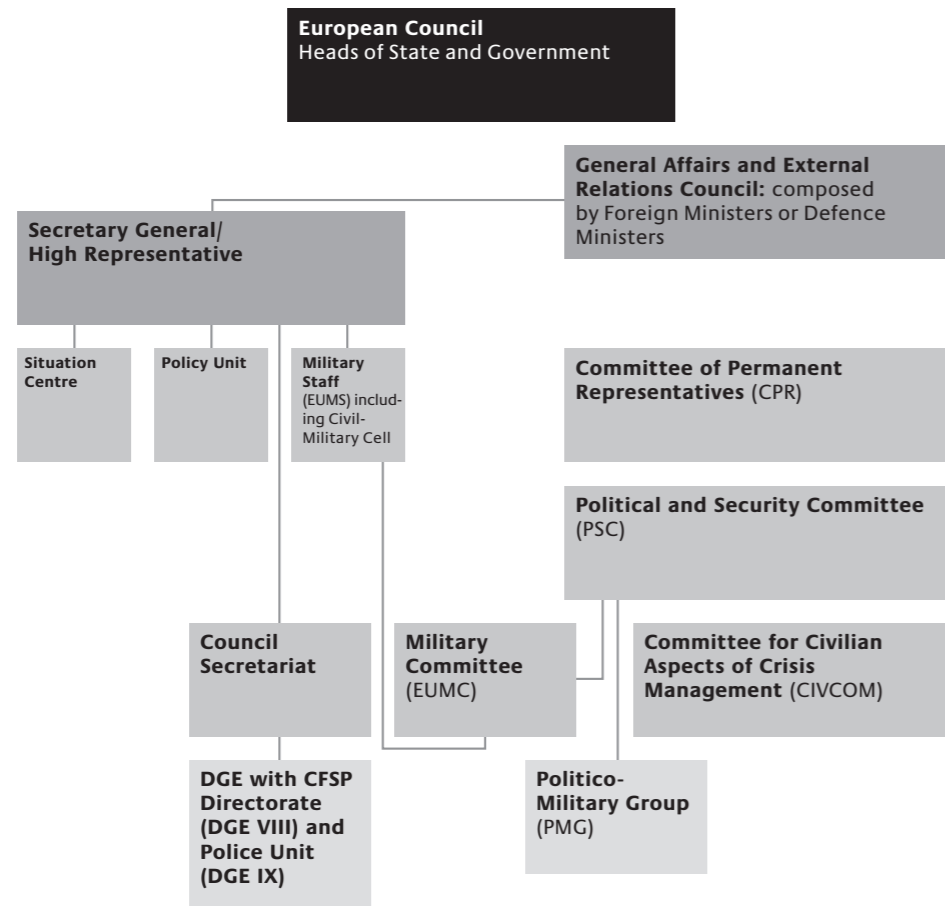 European Council
Heads of State and Government
General Affairs and External
Relations Council: composed
by Foreign Ministers or Defence
Ministers
Secretary General/
High Representative
Situation
Centre
Policy Unit
Military
Staff
(EUMS) includ-
ing Civil-
Military Cell
Committee of Permanent
Representatives (CPR)
Political and Security Committee
(PSC)
Council
Secretariat
Military
Committee
(EUMC)
Committee for Civilian
Aspects of Crisis
Management (CIVCOM)
DGE with CFSP
Directorate
(DGE VIII) and
Police Unit
(DGE IX)
Politico-
Military Group
(PMG)